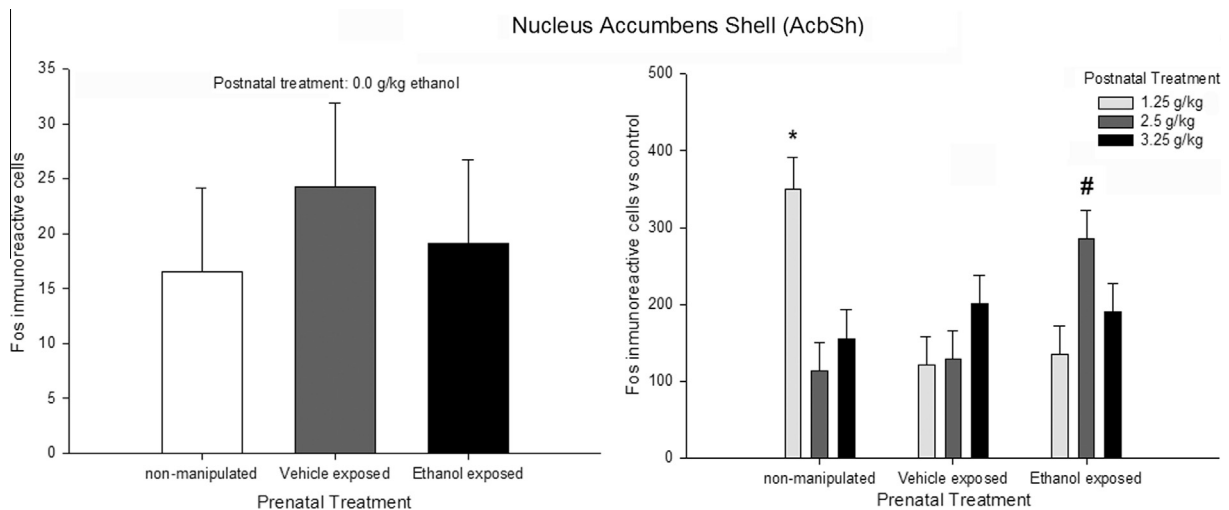 Nucleus Accumbens Shell (AcbSh)
Postnatal treatment: 0.0 g/kg ethanol
Fos inmunoreactive cells
35
30
25
20
15
10
5
0
non-manipulated Vehicle exposed Ethanol exposed
Prenatal Treatment
Postnatal Treatment
1.25 g/kg
2.5 g/kg
3.25 g/kg
Fos inmunoreactive cells vs control
500
400
300
200
100
0
*
#
non-manipulated Vehicle exposed Ethanol exposed
Prenatal Treatment